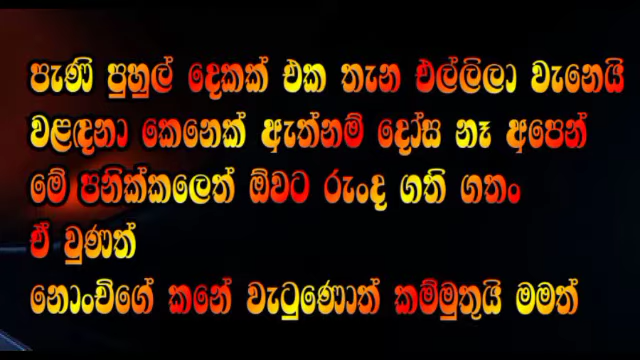 පැණි පුහුල් දෙකක් එක තැන එල්ලිලා වැනෙයි
වළඳනා කෙනෙක් ඇත්නම් දෝස නෑ අපෙන්
මේ පනික්කලෙත් ඕවට රුංද ගති ගතං
ඒ වුණත්
නොංචිගේ කනේ වැටුණොත් කම්මුතුයි මමත්